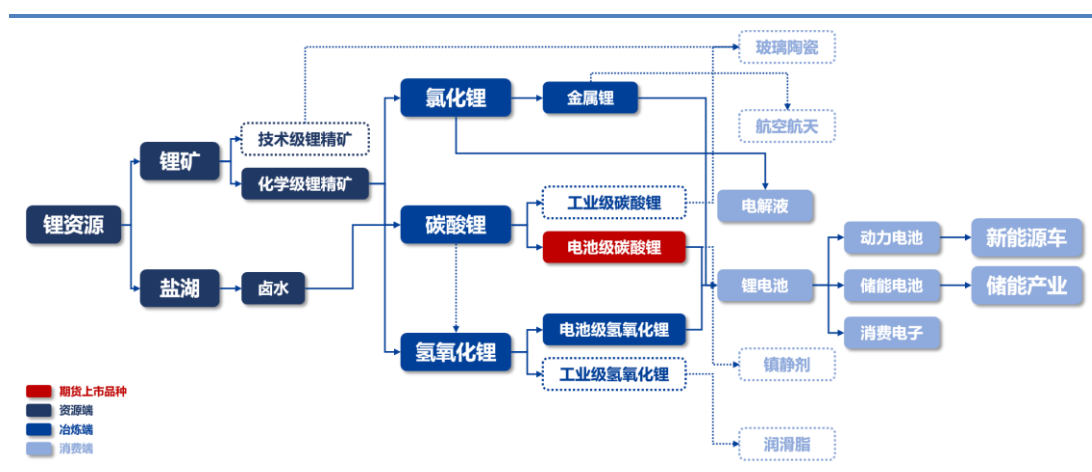 玻璃陶瓷
氯化锂
金属锂
技术级锂精矿
航空航天
锂矿
化学级锂精矿
锂资源
碳酸锂
工业级碳酸锂
电解液
电池级碳酸锂
动力电池
新能源车
盐湖
卤水
锂电池
储能电池
储能产业
氢氧化锂
电池级氢氧化锂
消费电子
工业级氢氧化锂
镇静剂
期货上市品种
资源端
冶炼端
消费端
润滑脂